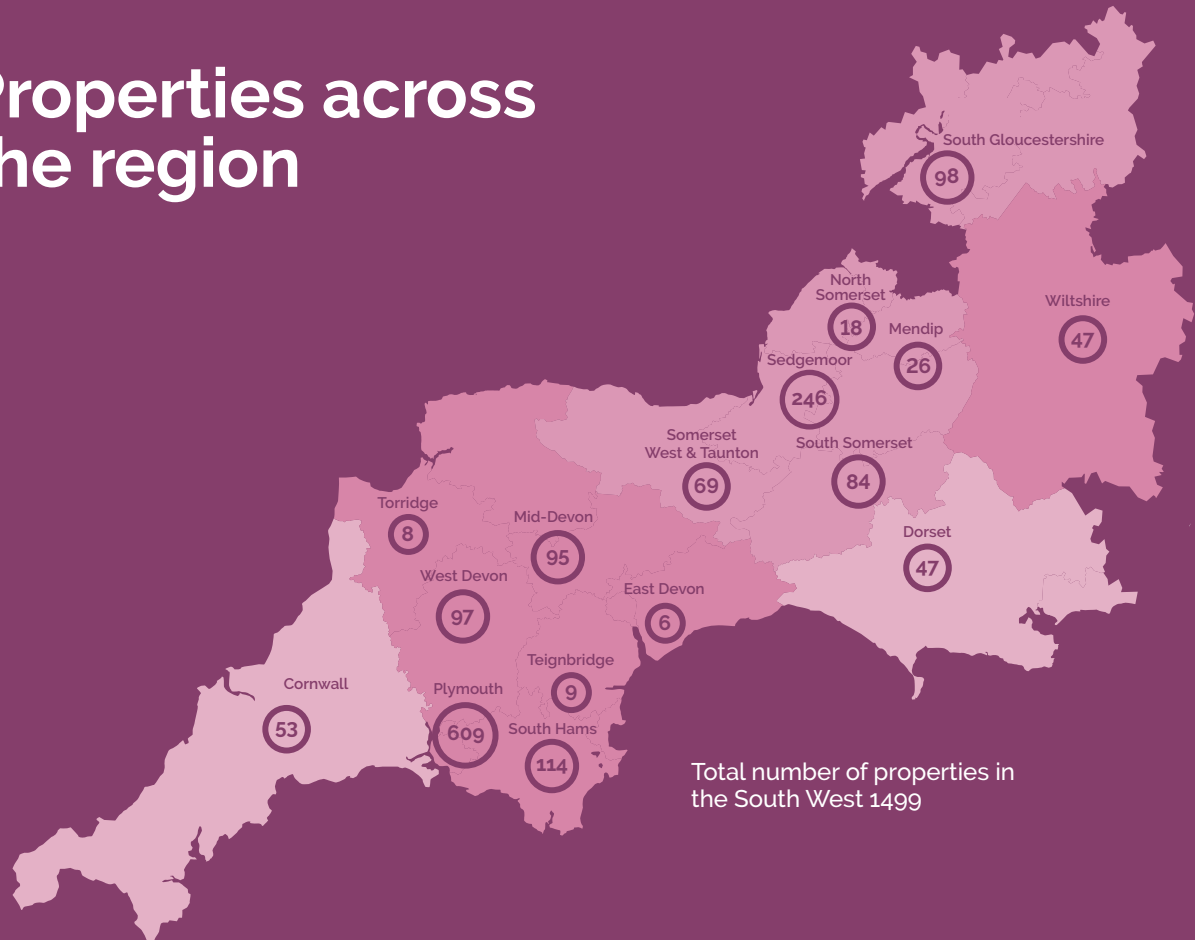 Properties across
the region
South Gloucestershire
98
North
Somerset
18
Mendip
26
Wiltshire
47
Sedgemoor
246
Somerset
West & Taunton
69
South Somerset
84
Torridge
8
Mid-Devon
95
Dorset
47
West Devon
97
East Devon
6
Teignbridge
9
Cornwall
53
Plymouth
609
South Hams
114
Total number of properties in
the South West 1499